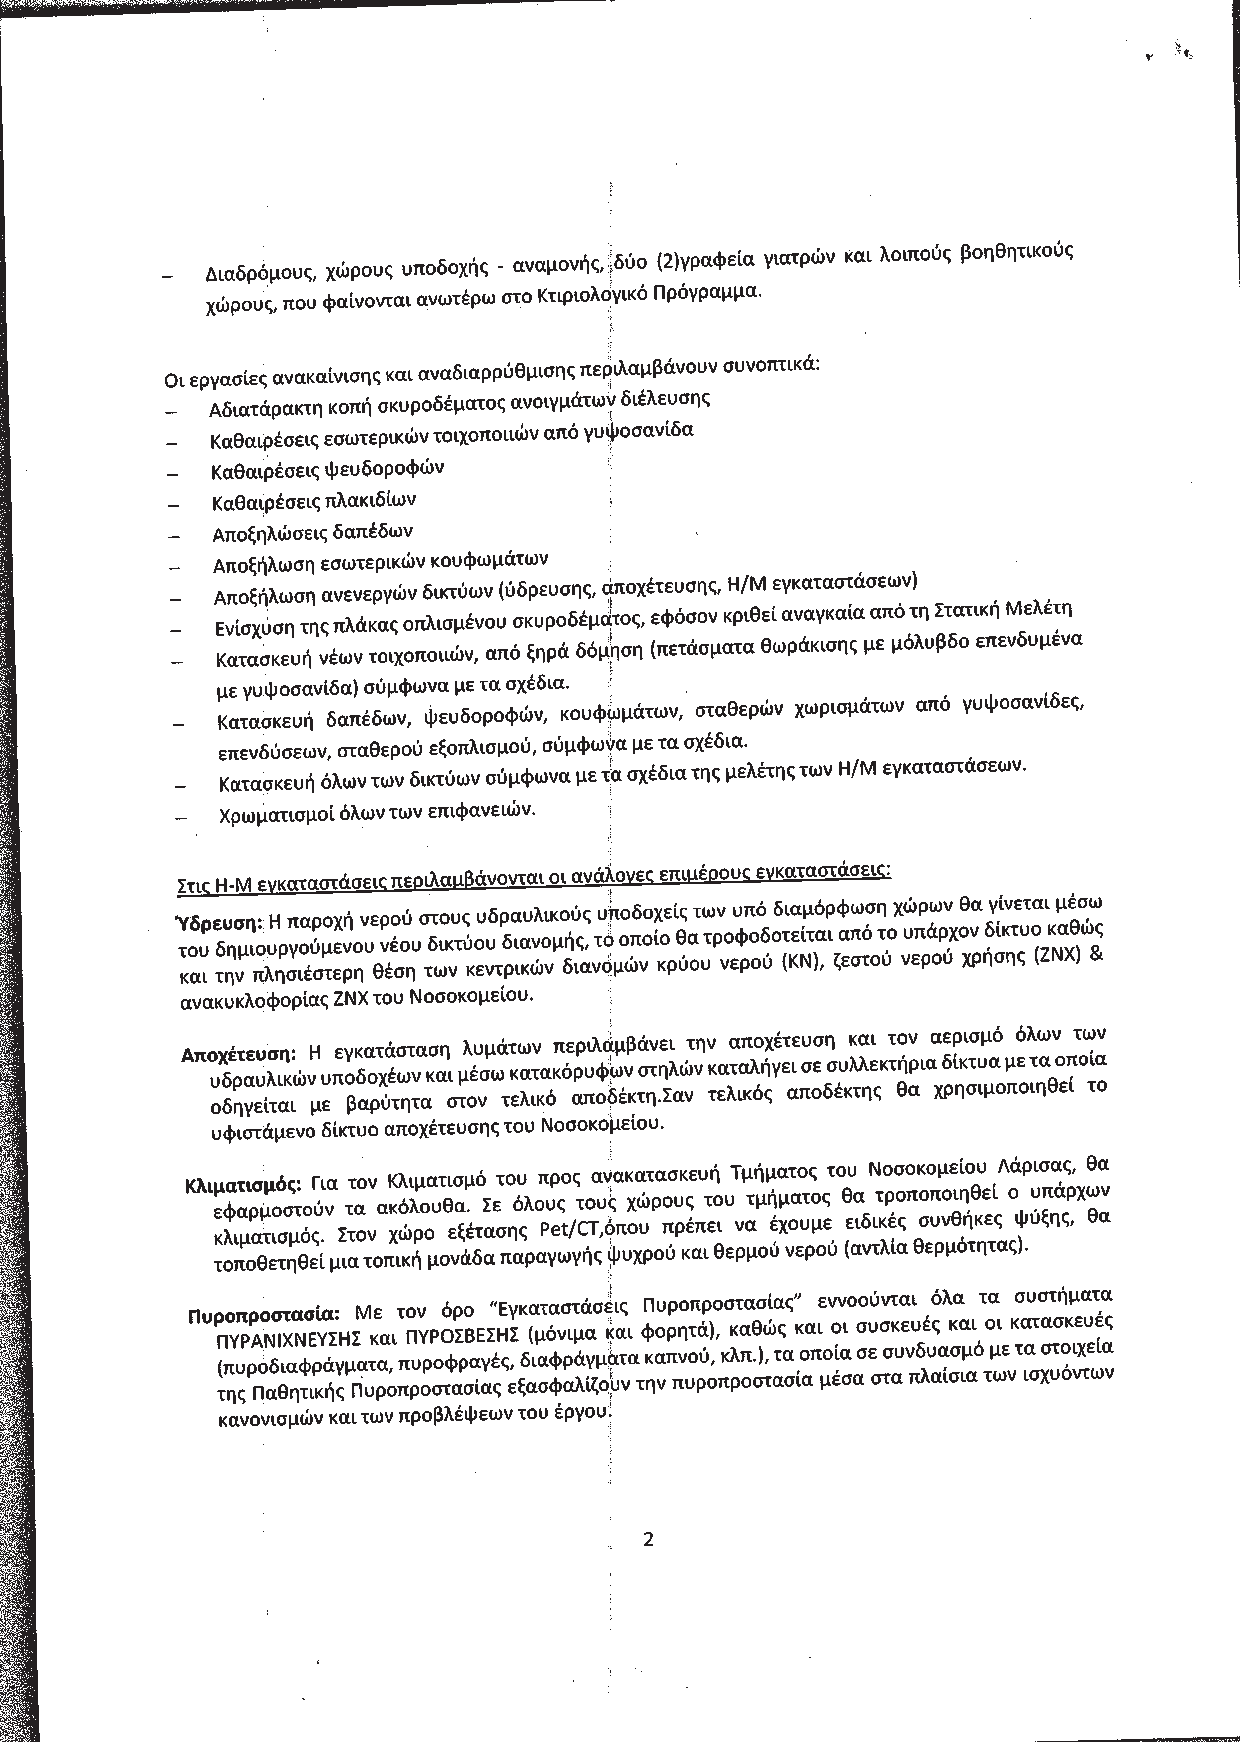 – Διαδρόμους, χώρους υποδοχής - αναμονής, δύο (2)γραφεία γιατρών και λοιπούς βοηθητικούς
χώρους, που φαίνονται ανωτέρω στο Κτιριολογικό Πρόγραμμα.
Οι εργασίες ανακαίνισης και αναδιαρρύθμισης περιλαμβάνουν συνοπτικά:
– Αδιατάρακτη κοπή σκυροδέματος ανοιγμάτων διέλευσης
– Καθαιρέσεις εσωτερικών τοιχοποιιών από γυψοσανίδα
– Καθαιρέσεις ψευδοροφών
– Καθαιρέσεις πλακιδίων
– Αποξηλώσεις δαπέδων
– Αποξήλωση εσωτερικών κουφωμάτων
– Αποξήλωση ανενεργών δικτύων (ύδρευσης, αποχέτευσης, Η/Μ εγκαταστάσεων)
– Ενίσχυση της πλάκας οπλισμένου σκυροδέματος, εφόσον κριθεί αναγκαία από τη Στατική Μελέτη
– Κατασκευή νέων τοιχοποιιών, από ξηρά δόμηση (πετάσματα θωράκισης με μόλυβδο επενδυμένα
με γυψοσανίδα) σύμφωνα με τα σχέδια.
– Κατασκευή δαπέδων, ψευδοροφών, κουφωμάτων, σταθερών χωρισμάτων από γυψοσανίδες,
επενδύσεων, σταθερού εξοπλισμού, σύμφωνα με τα σχέδια.
– Κατασκευή όλων των δικτύων σύμφωνα με τα σχέδια της μελέτης των Η/Μ εγκαταστάσεων.
– Χρωματισμοί όλων των επιφανειών.
Στις Η-Μ εγκαταστάσεις περιλαμβάνονται οι ανάλογες επιμέρους εγκαταστάσεις:
Ύδρευση: Η παροχή νερού στους υδραυλικούς υποδοχείς των υπό διαμόρφωση χώρων θα γίνεται μέσω
του δημιουργούμενου νέου δικτύου διανομής, το οποίο θα τροφοδοτείται από το υπάρχον δίκτυο καθώς
και την πλησιέστερη θέση των κεντρικών διανομών κρύου νερού (ΚΝ), ζεστού νερού χρήσης (ΖΝΧ) &
ανακυκλοφορίας ΖΝΧ του Νοσοκομείου.
Αποχέτευση: Η εγκατάσταση λυμάτων περιλαμβάνει την αποχέτευση και τον αερισμό όλων των
υδραυλικών υποδοχέων και μέσω κατακόρυφων στηλών καταλήγει σε συλλεκτήρια δίκτυα με τα οποία
οδηγείται με βαρύτητα στον τελικό αποδέκτη.Σαν τελικός αποδέκτης θα χρησιμοποιηθεί το
υφιστάμενο δίκτυο αποχέτευσης του Νοσοκομείου.
Κλιματισμός: Για τον Κλιματισμό του προς ανακατασκευή Τμήματος του Νοσοκομείου Λάρισας, θα
εφαρμοστούν τα ακόλουθα. Σε όλους τους χώρους του τμήματος θα τροποποιηθεί ο υπάρχων
κλιματισμός. Στον χώρο εξέτασης Pet/CT,όπου πρέπει να έχουμε ειδικές συνθήκες ψύξης, θα
τοποθετηθεί μια τοπική μονάδα παραγωγής ψυχρού και θερμού νερού (αντλία θερμότητας).
Πυροπροστασία: Με τον όρο "Εγκαταστάσεις Πυροπροστασίας" εννοούνται όλα τα συστήματα
ΠΥΡΑΝΙΧΝΕΥΣΗΣ και ΠΥΡΟΣΒΕΣΗΣ (μόνιμα και φορητά), καθώς και οι συσκευές και οι κατασκευές
(πυροδιαφράγματα, πυροφραγές, διαφράγματα καπνού, κλπ.), τα οποία σε συνδυασμό με τα στοιχεία
της Παθητικής Πυροπροστασίας εξασφαλίζουν την πυροπροστασία μέσα στα πλαίσια των ισχυόντων
κανονισμών και των προβλέψεων του έργου.
2